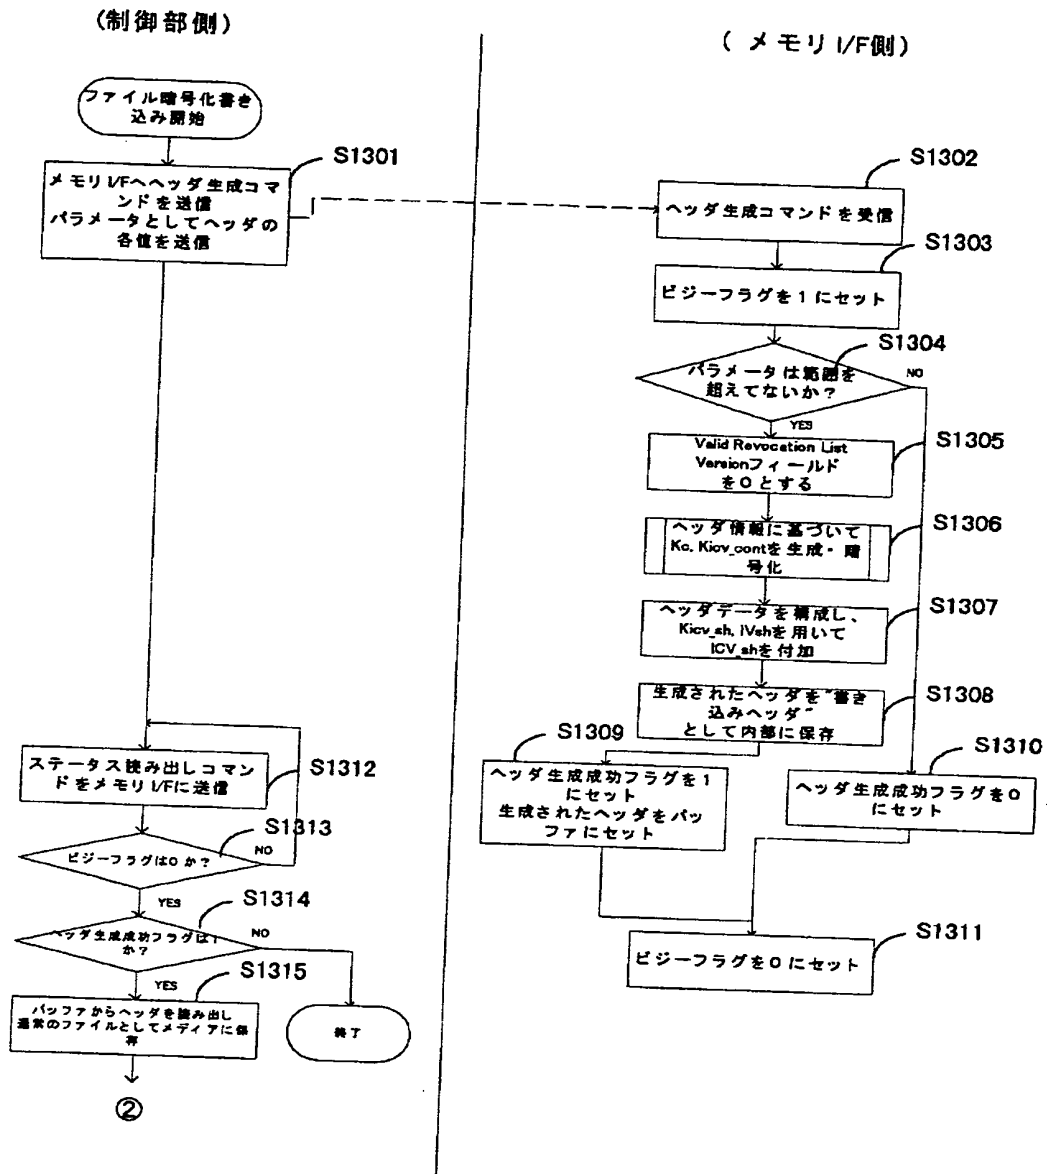 (制御部側)
ファイル暗号化書き
込み開始
S1301
メモリI/Fへヘッダ生成コマ
ンドを送信
パラメータとしてヘッダの
各値を送信
S1312
ステータス読み出しコマン
ドをメモリI/Fに送信
S1313
ビジーフラグは0か?
NO
YES
S1314
ヘッダ生成成功フラグは1
か?
NO
YES
S1315
バッファからヘッダを読み出し
通常のファイルとしてメディアに保
存
終了
②
(メモリI/F側)
S1302
ヘッダ生成コマンドを受信
S1303
ビジーフラグを1にセット
S1304
パラメータは範囲を
超えてないか?
NO
YES
S1305
Valid Revocation List
Versionフィールド
を0とする
S1306
ヘッダ情報に基づいて
Kc, Kicv_contを生成・暗
号化
S1307
ヘッダデータを構成し、
Kicv_sh, IVshを用いて
ICV_shを付加
S1308
生成されたヘッダを"書き
込みヘッダ"
として内部に保存
S1309
ヘッダ生成成功フラグを1
にセット
生成されたヘッダをバッ
ファにセット
S1310
ヘッダ生成成功フラグを0
にセット
S1311
ビジーフラグを0にセット